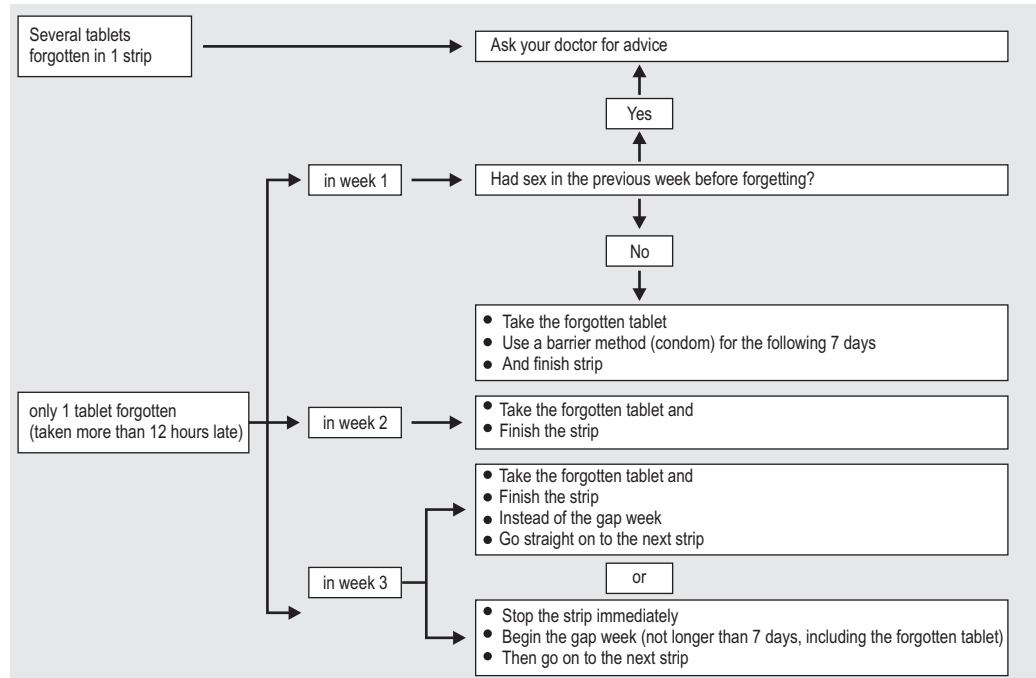 Several tablets
forgotten in 1 strip
Ask your doctor for advice
Yes
in week 1
Had sex in the previous week before forgetting?
No
● Take the forgotten tablet
● Use a barrier method (condom) for the following 7 days
● And finish strip
only 1 tablet forgotten
(taken more than 12 hours late)
in week 2
● Take the forgotten tablet and
● Finish the strip
in week 3
● Take the forgotten tablet and
● Finish the strip
● Instead of the gap week
● Go straight on to the next strip
or
● Stop the strip immediately
● Begin the gap week (not longer than 7 days, including the forgotten tablet)
● Then go on to the next strip